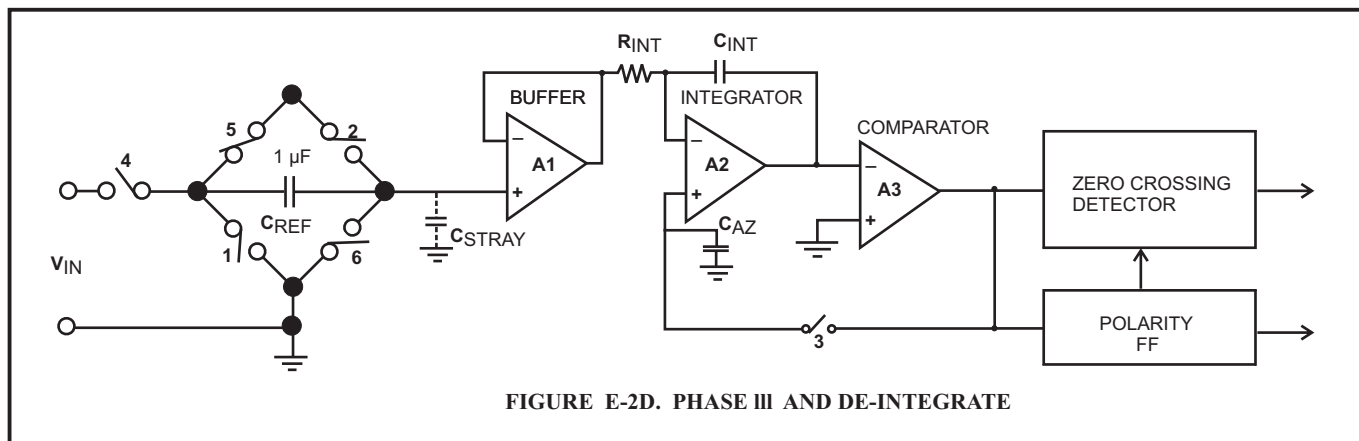 RINT
CINT
BUFFER
INTEGRATOR
5
2
COMPARATOR
4
1 µF
−
A1
+
−
A2
+
−
A3
+
ZERO CROSSING
DETECTOR
CREF
CSTRAY
CAZ
1
6
VIN
3
POLARITY
FF
FIGURE E-2D. PHASE III AND DE-INTEGRATE